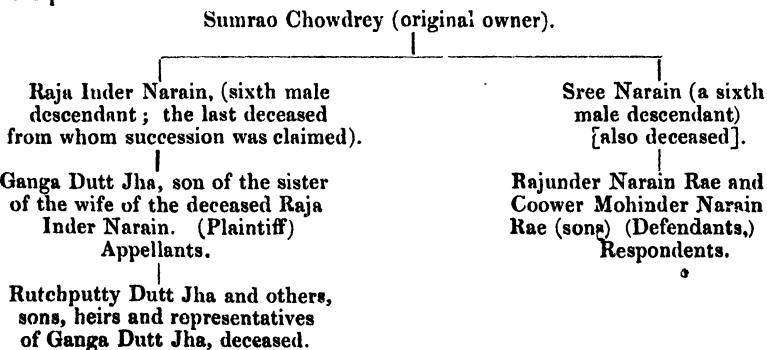 Sumrao Chowdrey (original owner).
Raja Inder Narain, (sixth male
descendant; the last deceased
from whom succession was claimed).
Ganga Dutt Jha, son of the sister
of the wife of the deceased Raja
Inder Narain. (Plaintiff)
Appellants.
Rutchputty Dutt Jha and others,
sons, heirs and representatives
of Ganga Dutt Jha, deceased.
Sree Narain (a sixth
male descendant)
[also deceased].
Rajunder Narain Rae and
Coower Mohinder Narain
Rae (sons) (Defendants,)
Respondents.